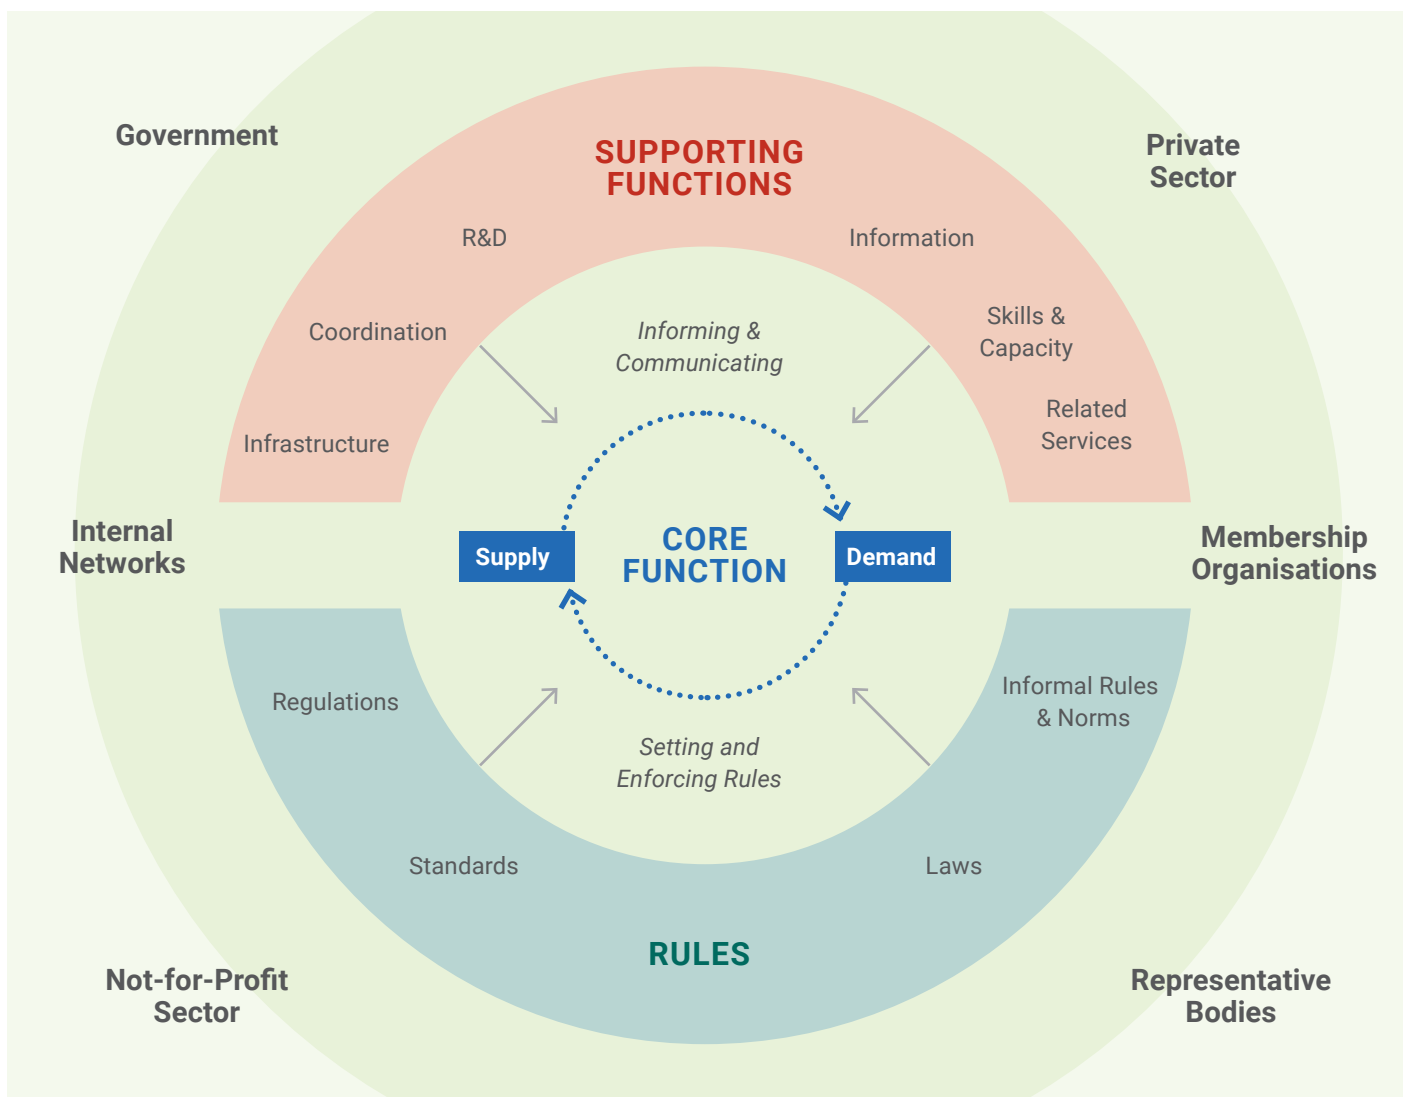 Government
Private
Sector
SUPPORTING
FUNCTIONS
R&D
Information
Coordination
Skills &
Capacity
Infrastructure
Related
Services
Informing &
Communicating
Internal
Networks
Supply
CORE
FUNCTION
Demand
Membership
Organisations
Setting and
Enforcing Rules
Regulations
Informal Rules
& Norms
Standards
Laws
RULES
Not-for-Profit
Sector
Representative
Bodies